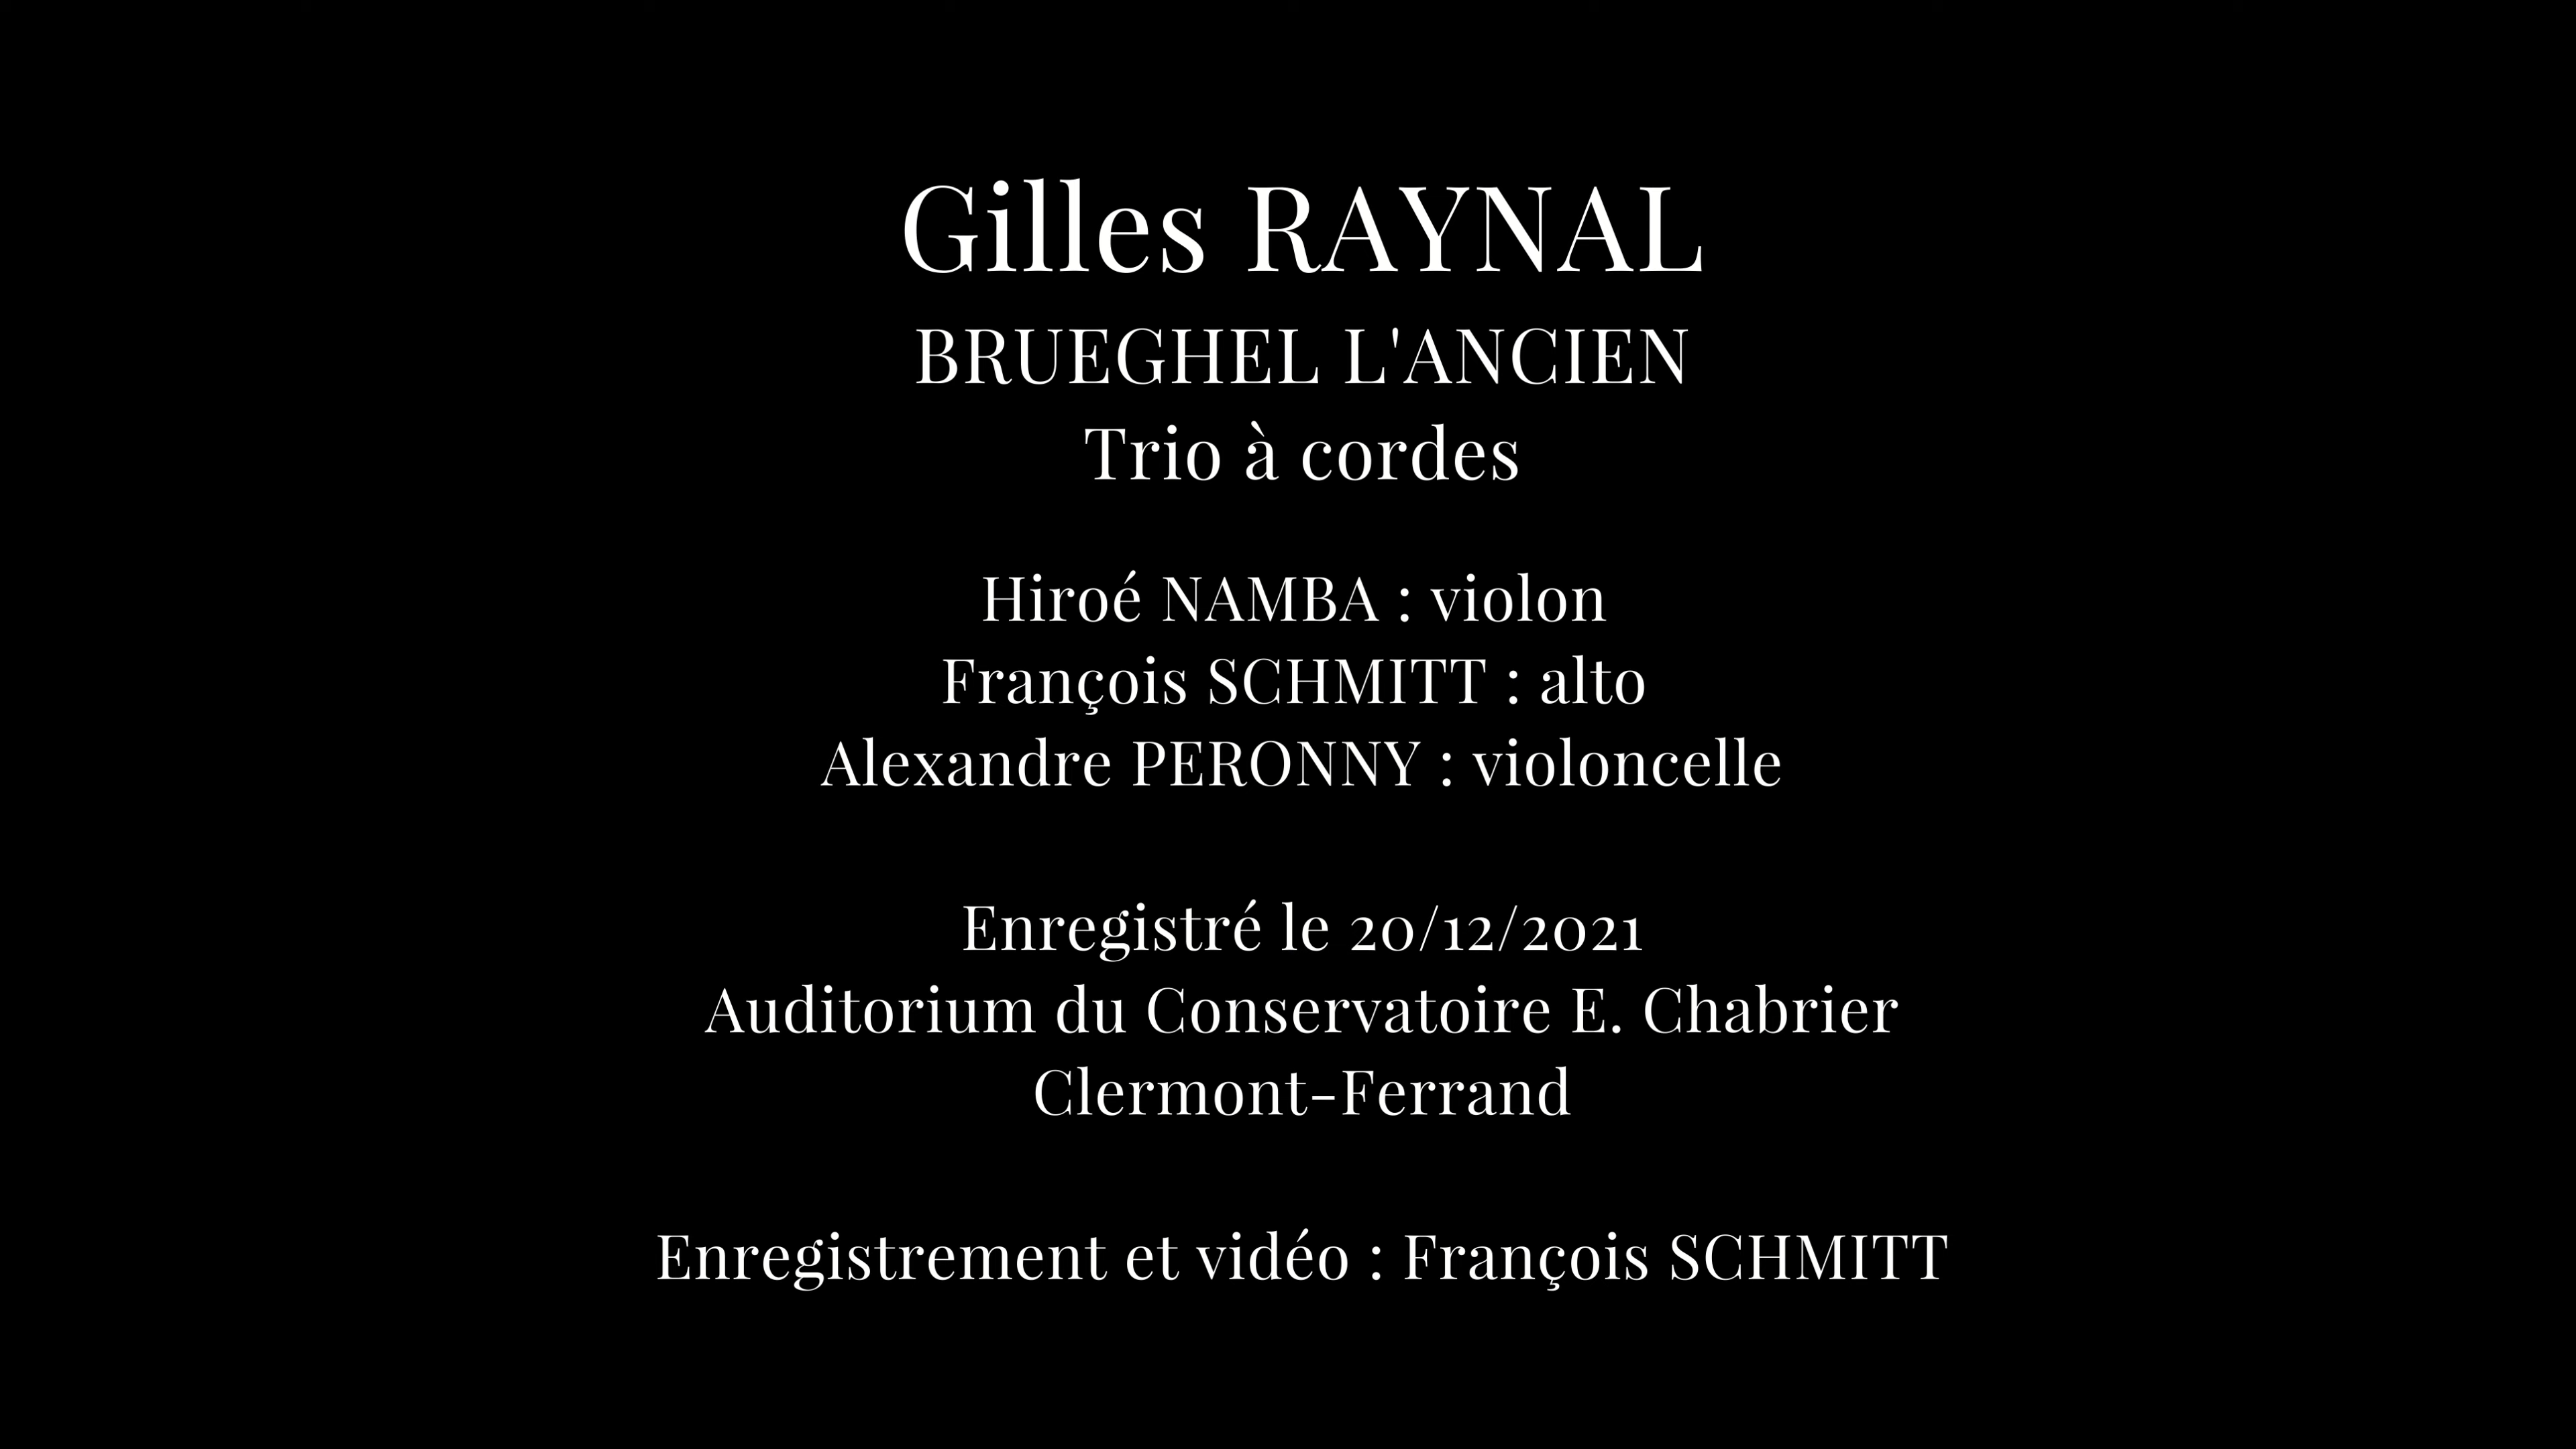 Gilles RAYNAL
BRUEGHEL L'ANCIEN
Trio à cordes
Hiroé NAMBA : violon
François SCHMITT : alto
Alexandre PERONNY : violoncelle
Enregistré le 20/12/2021
Auditorium du Conservatoire E. Chabrier
Clermont-Ferrand
Enregistrement et vidéo : François SCHMITT